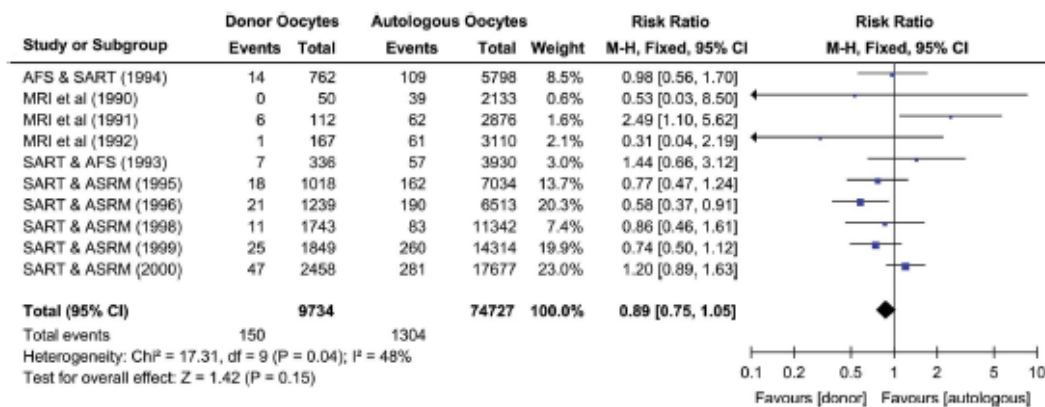 Donor Oocytes Autologous Oocytes Risk Ratio Risk Ratio
Study or Subgroup Events Total Events Total Weight M-H, Fixed, 95% CI M-H, Fixed, 95% CI
AFS & SART (1994) 14 762 109 5798 8.5% 0.98 [0.56, 1.70]
MRI et al (1990) 0 50 39 2133 0.6% 0.53 [0.03, 8.50]
MRI et al (1991) 6 112 62 2876 1.6% 2.49 [1.10, 5.62]
MRI et al (1992) 1 167 61 3110 2.1% 0.31 [0.04, 2.19]
SART & AFS (1993) 7 336 57 3930 3.0% 1.44 [0.66, 3.12]
SART & ASRM (1995) 18 1018 162 7034 13.7% 0.77 [0.47, 1.24]
SART & ASRM (1996) 21 1239 190 6513 20.3% 0.58 [0.37, 0.91]
SART & ASRM (1998) 11 1743 83 11342 7.4% 0.86 [0.46, 1.61]
SART & ASRM (1999) 25 1849 260 14314 19.9% 0.74 [0.50, 1.12]
SART & ASRM (2000) 47 2458 281 17677 23.0% 1.20 [0.89, 1.63]
Total (95% CI) 9734 74727 100.0% 0.89 [0.75, 1.05]
Total events 150 1304
Heterogeneity: Chi² = 17.31, df = 9 (P = 0.04); I² = 48%
Test for overall effect: Z = 1.42 (P = 0.15)
0.1 0.2 0.5 1 2 5 10
Favours [donor] Favours [autologous]